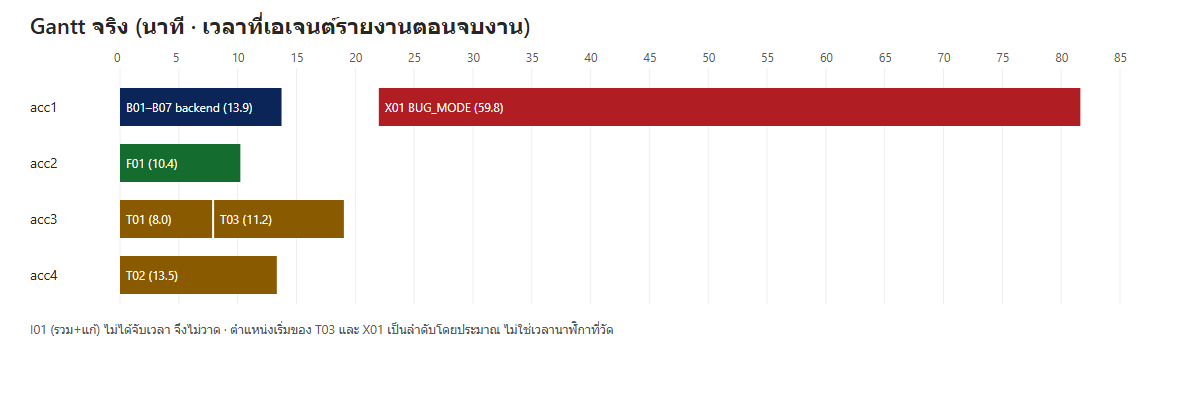 Gantt จริง (นาที · เวลาที่เอเจนต์รายงานตอนจบงาน)
0 5 10 15 20 25 30 35 40 45 50 55 60 65 70 75 80 85
acc1 B01–B07 backend (13.9) X01 BUG_MODE (59.8)
acc2 F01 (10.4)
acc3 T01 (8.0) T03 (11.2)
acc4 T02 (13.5)
I01 (รวม+แก้) ไม่ได้จับเวลา จึงไม่วาด · ตำแหน่งเริ่มของ T03 และ X01 เป็นลำดับโดยประมาณ ไม่ใช่เวลานาฬิกาที่วัด